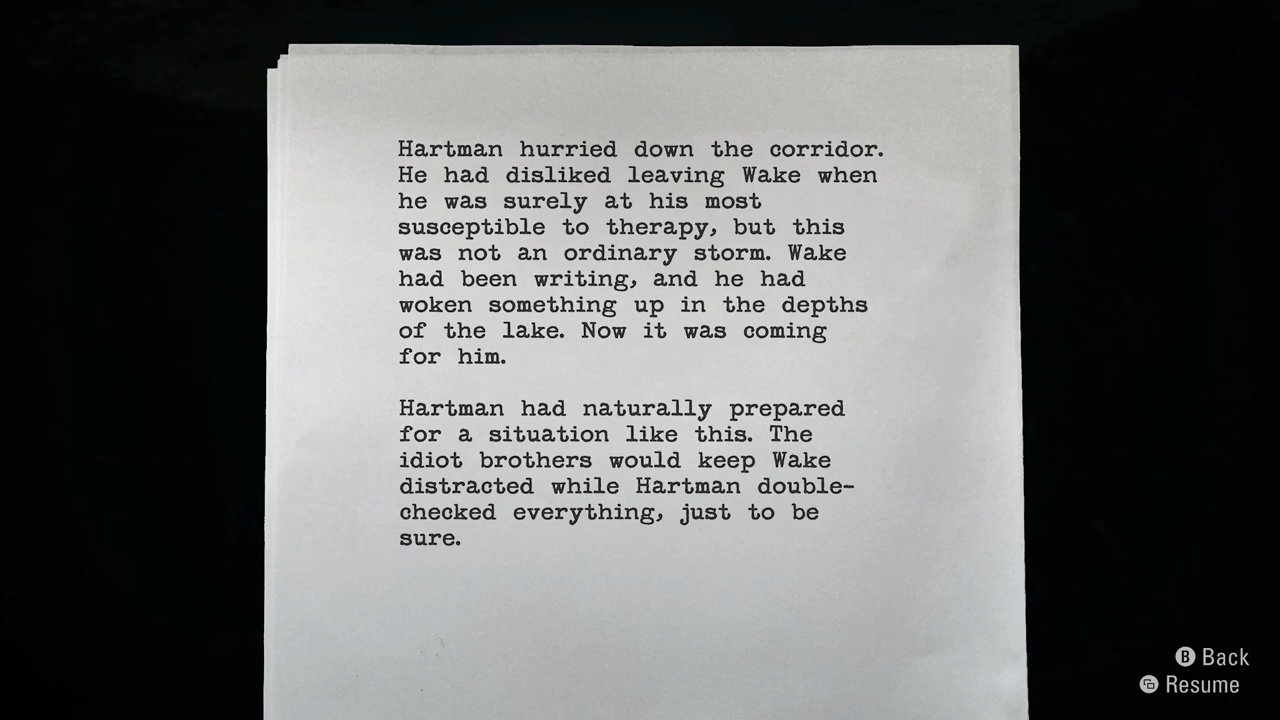 Hartman hurried down the corridor.
He had disliked leaving Wake when
he was surely at his most
susceptible to therapy, but this
was not an ordinary storm. Wake
had been writing, and he had
woken something up in the depths
of the lake. Now it was coming
for him.
Hartman had naturally prepared
for a situation like this. The
idiot brothers would keep Wake
distracted while Hartman double-
checked everything, just to be
sure.
B Back
Resume